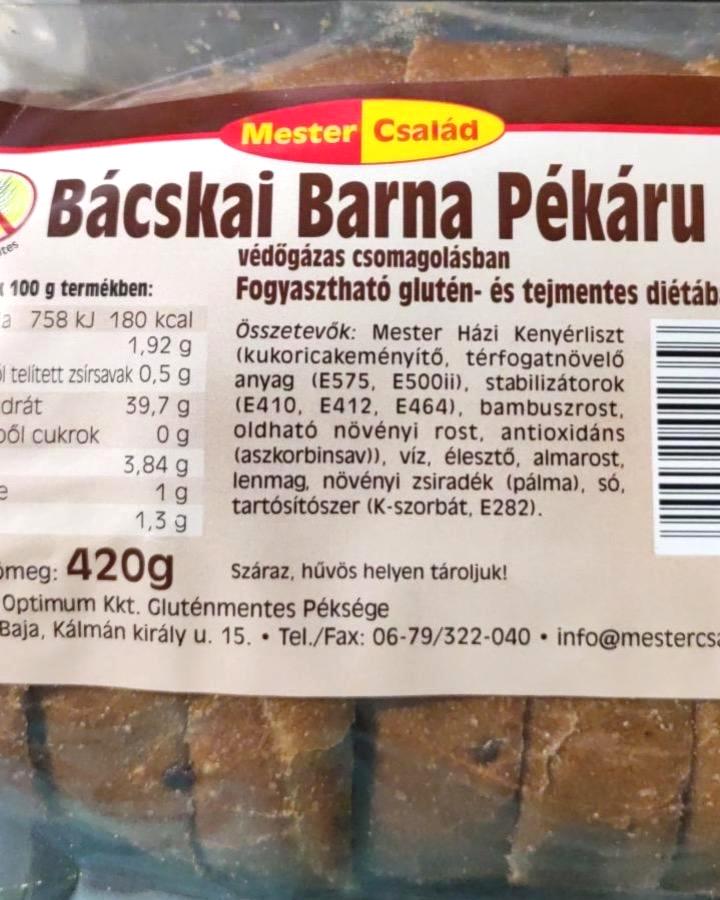 Mester Család
Bácskai Barna Pékáru
védőgázas csomagolásban
Fogyasztható glutén- és tejmentes diétáb
100 g termékben:
758 kJ 180 kcal
1,92 g
telített zsírsavak 0,5 g
39,7 g
cukrok 0 g
3,84 g
1 g
1,3 g
420g
Összetevők: Mester Házi Kenyérliszt
(kukoricakeményítő, térfogatnövelő
anyag (E575, E500ii), stabilizátorok
(E410, E412, E464), bambuszrost,
oldható növényi rost, antioxidáns
(aszkorbinsav)), víz, élesztő, almarost,
lenmag, növényi zsiradék (pálma), só,
tartósítószer (K-szorbát, E282).
Száraz, hűvös helyen tároljuk!
Optimum Kkt. Gluténmentes Péksége
Baja, Kálmán király u. 15. • Tel./Fax: 06-79/322-040 • info@mestercsa